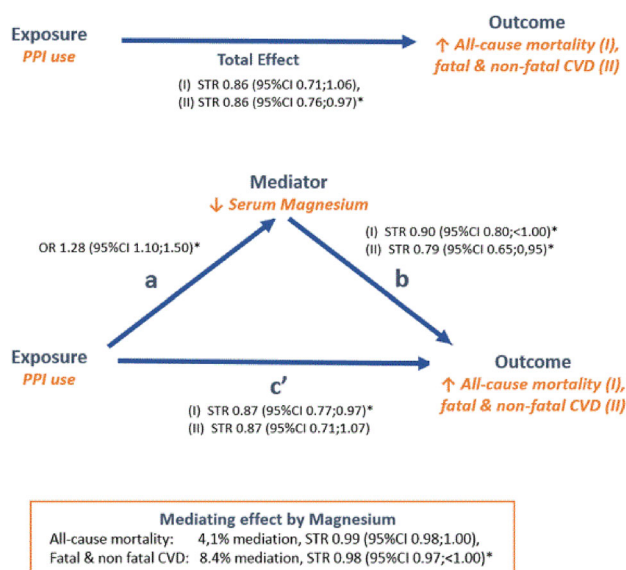 Exposure
PPI use
Outcome
↑ All-cause mortality (I),
fatal & non-fatal CVD (II)
Total Effect
(I) STR 0.86 (95%CI 0.71;1.06),
(II) STR 0.86 (95%CI 0.76;0.97)*
Mediator
↓ Serum Magnesium
OR 1.28 (95%CI 1.10;1.50)*
(I) STR 0.90 (95%CI 0.80;<1.00)*
(II) STR 0.79 (95%CI 0.65;0,95)*
a
b
Exposure
PPI use
c’
Outcome
↑ All-cause mortality (I),
fatal & non-fatal CVD (II)
(I) STR 0.87 (95%CI 0.77;0.97)*
(II) STR 0.87 (95%CI 0.71;1.07)
Mediating effect by Magnesium
All-cause mortality: 4,1% mediation, STR 0.99 (95%CI 0.98;1.00),
Fatal & non fatal CVD: 8.4% mediation, STR 0.98 (95%CI 0.97;<1.00)*